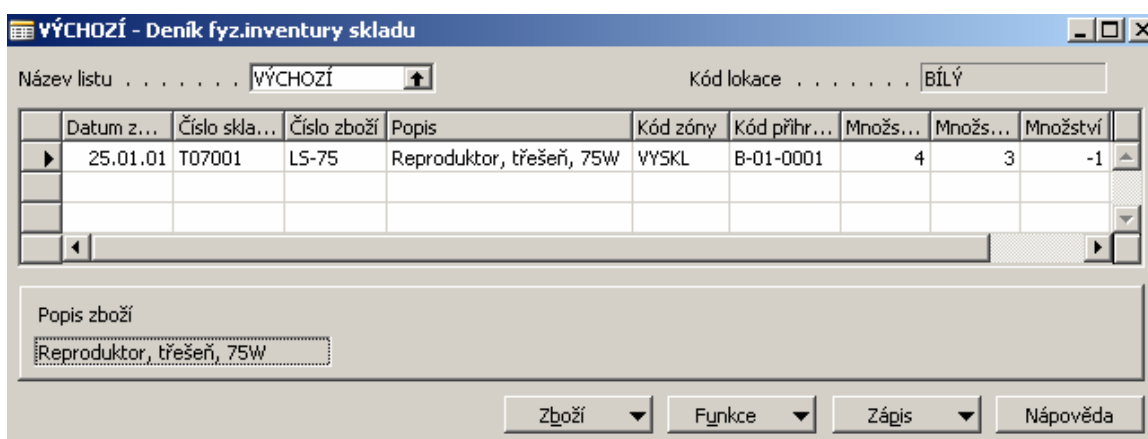 VÝCHOZÍ - Deník fyz.inventury skladu
Název listu . . . . . . . VÝCHOZÍ Kód lokace . . . . . . . BÍLÝ
Datum z... Číslo skla... Číslo zboží Popis Kód zóny Kód přihr... Množs... Množs... Množství
25.01.01 T07001 LS-75 Reproduktor, třešeň, 75W VYSKL B-01-0001 4 3 -1
Popis zboží
Reproduktor, třešeň, 75W
Zboží Funkce Zápis Nápověda